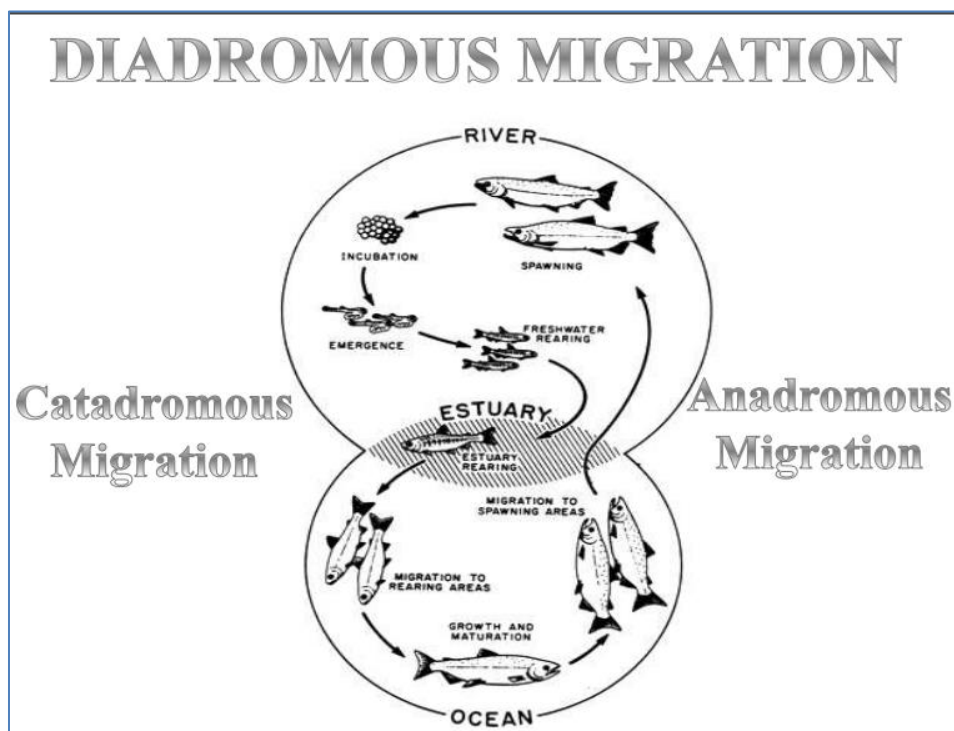 DIADROMOUS MIGRATION
RIVER
INCUBATION
SPAWNING
EMERGENCE
FRESHWATER
REARING
Catadromous
Migration
ESTUARY
ESTUARY
REARING
Anadromous
Migration
MIGRATION TO
SPAWNING AREAS
MIGRATION TO
REARING AREAS
GROWTH AND
MATURATION
OCEAN